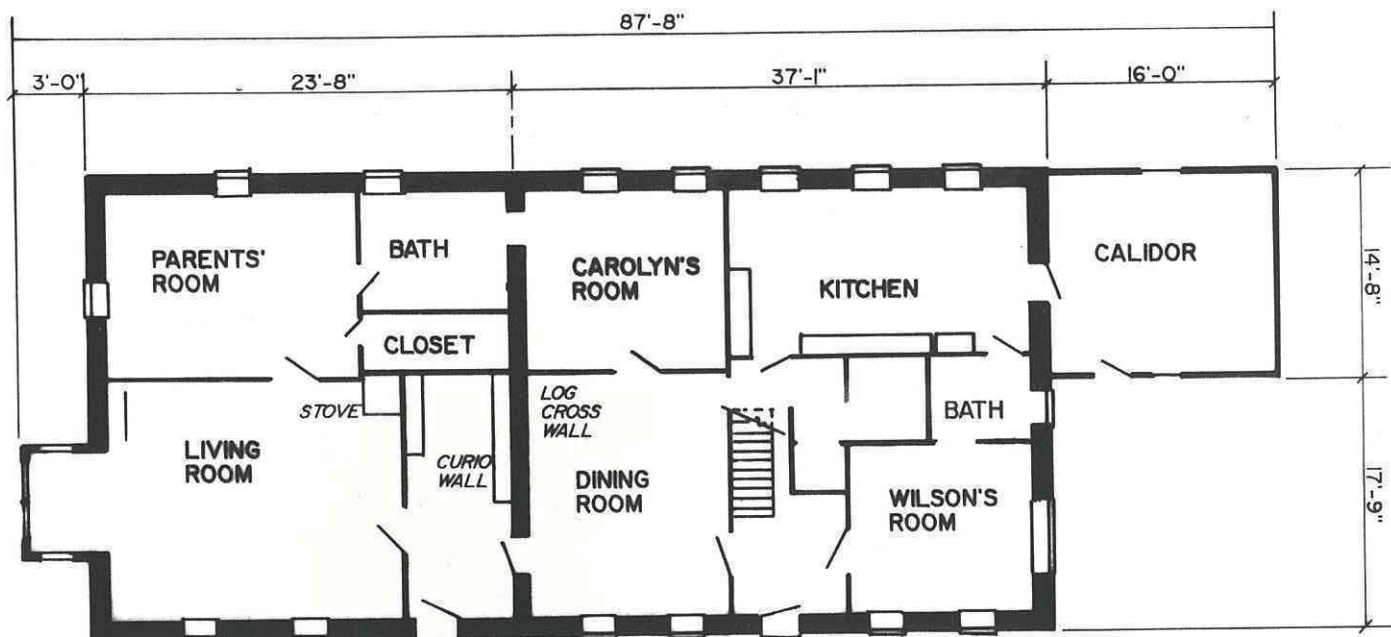 87'-8"
3'-0"
23'-8"
37'-1"
16'-0"
PARENTS'
ROOM
BATH
CAROLYN'S
ROOM
KITCHEN
CALIDOR
14'-8"
CLOSET
STOVE
LOG
CROSS
WALL
BATH
LIVING
ROOM
CURIO
WALL
DINING
ROOM
WILSON'S
ROOM
17'-9"